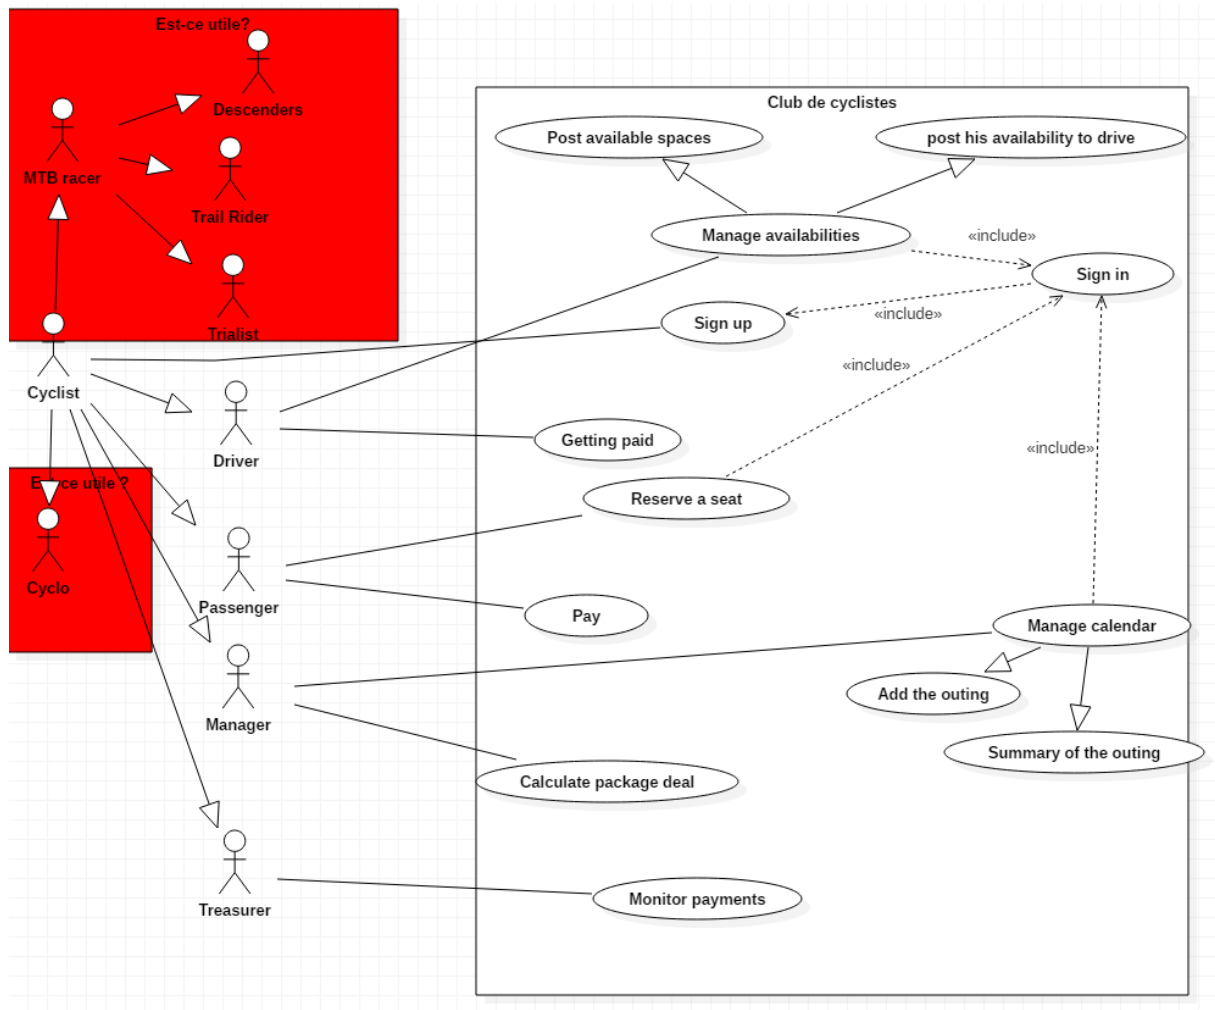 Est-ce utile?
Descenders
MTB racer
Trail Rider
Trialist
Cyclist
Driver
Est-ce utile ?
Cyclo
Passenger
Manager
Treasurer
Club de cyclistes
Post available spaces
post his availability to drive
Manage availabilities
«include»
Sign in
Sign up
«include»
«include»
Getting paid
«include»
Reserve a seat
Pay
Manage calendar
Add the outing
Summary of the outing
Calculate package deal
Monitor payments